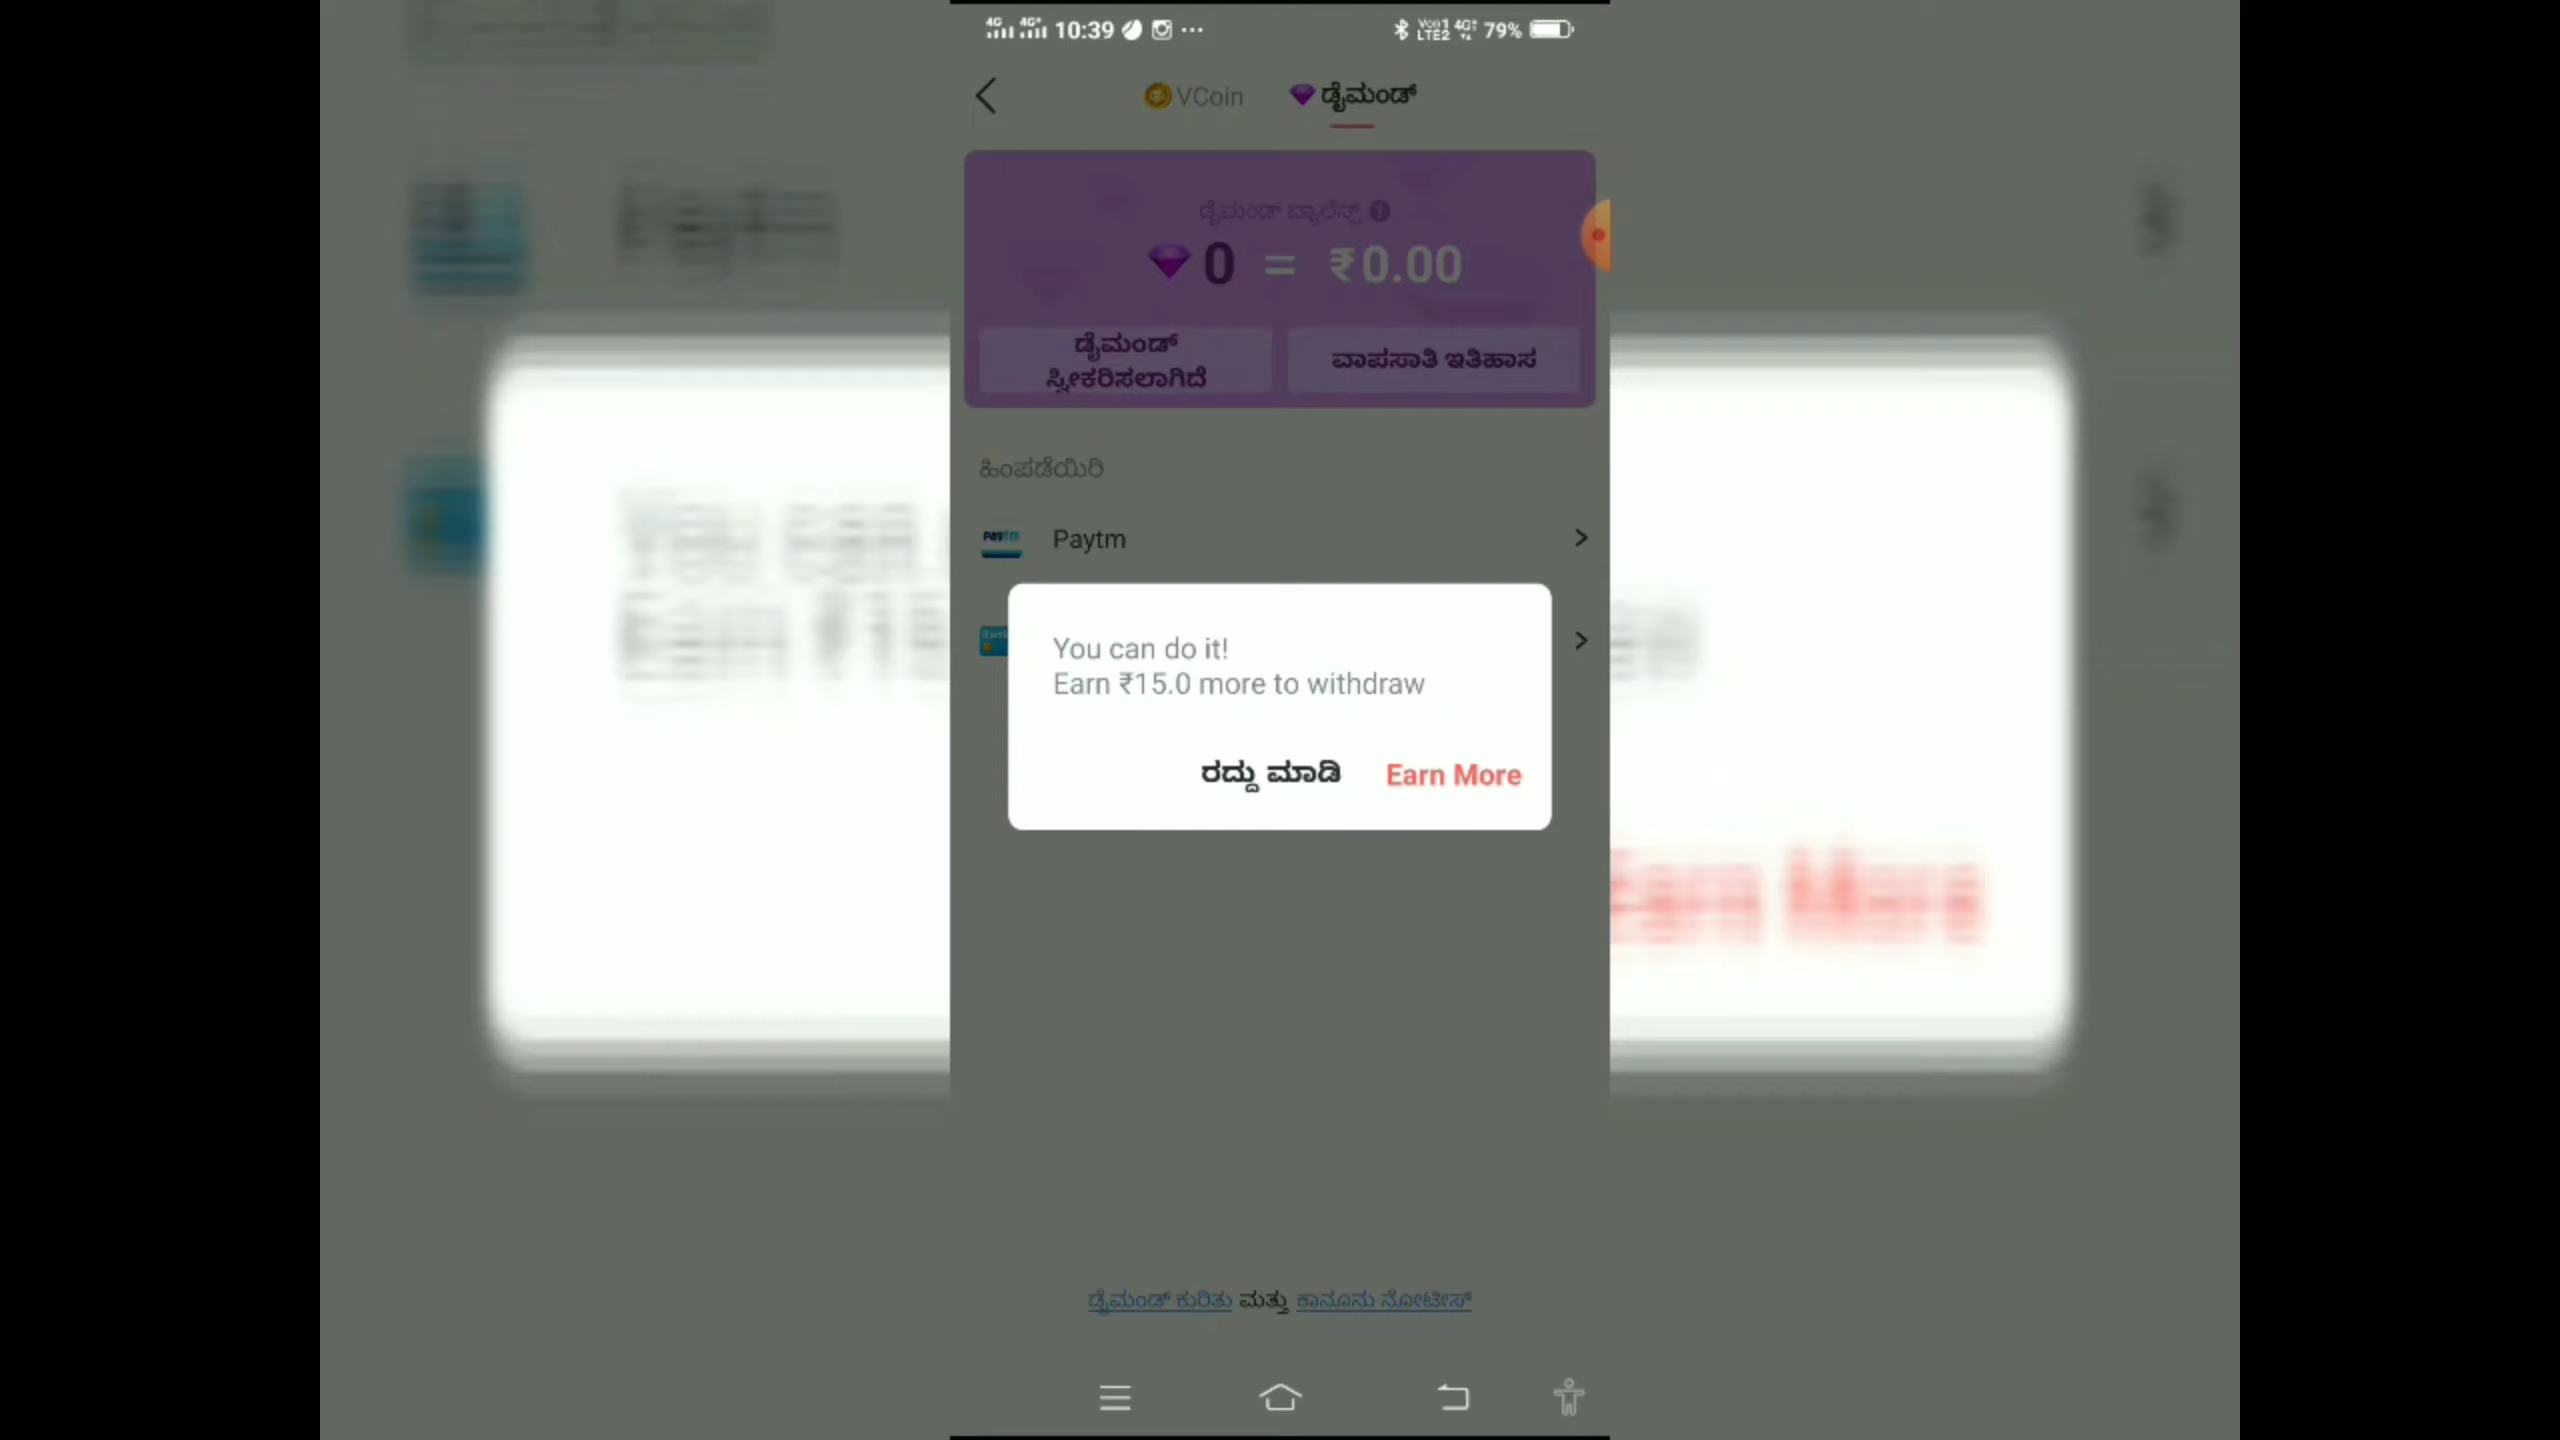 10:39
79%
VCoin
ಡೈಮಂಡ್
ಡೈಮಂಡ್ ಬ್ಯಾಲೆನ್ಸ್
0 = ₹0.00
ಡೈಮಂಡ್
ಸ್ವೀಕರಿಸಲಾಗಿದೆ
ವಾಪಸಾತಿ ಇತಿಹಾಸ
ಹಿಂಪಡೆಯಿರಿ
Paytm
You can do it!
Earn ₹15.0 more to withdraw
ರದ್ದು ಮಾಡಿ Earn More
ಡೈಮಂಡ್ ಕುರಿತು ಮತ್ತು ಕಾನೂನು ನೋಟೀಸ್